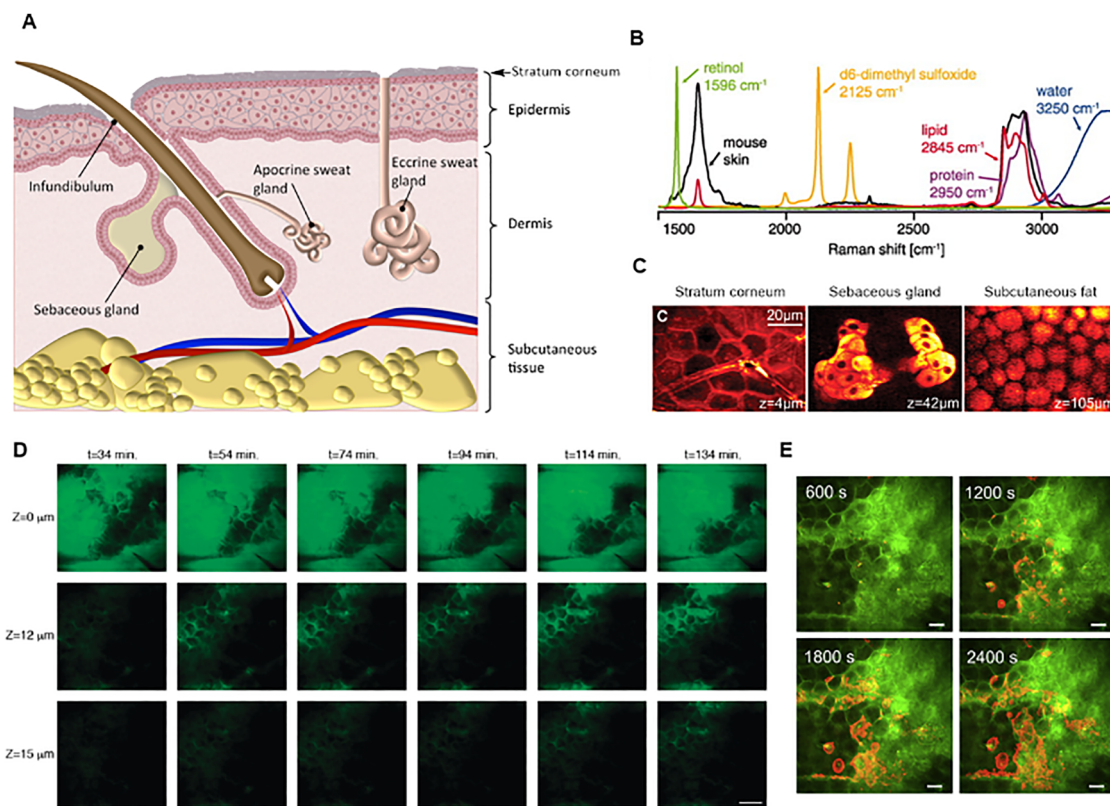 A
Stratum corneum
Epidermis
Infundibulum
Apocrine sweat
gland
Eccrine sweat
gland
Dermis
Sebaceous gland
Subcutaneous
tissue
B
retinol
1596 cm⁻¹
d6-dimethyl sulfoxide
2125 cm⁻¹
water
3250 cm⁻¹
mouse
skin
lipid
2845 cm⁻¹
protein
2950 cm⁻¹
1500 2000 2500 3000
Raman shift [cm⁻¹]
C
Stratum corneum Sebaceous gland Subcutaneous fat
C
20µm
z=4µm z=42µm z=105µm
D
t=34 min. t=54 min. t=74 min. t=94 min. t=114 min. t=134 min.
Z=0 µm
Z=12 µm
Z=15 µm
E
600 s 1200 s
1800 s 2400 s